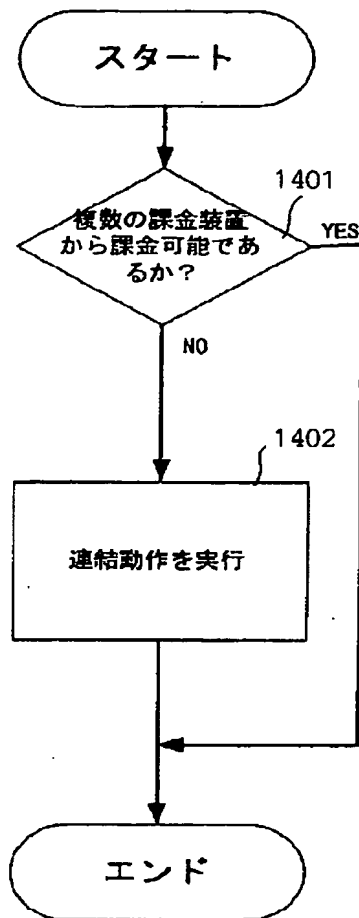 スタート
1401
複数の課金装置
から課金可能であ
るか？
YES
NO
1402
連結動作を実行
エンド